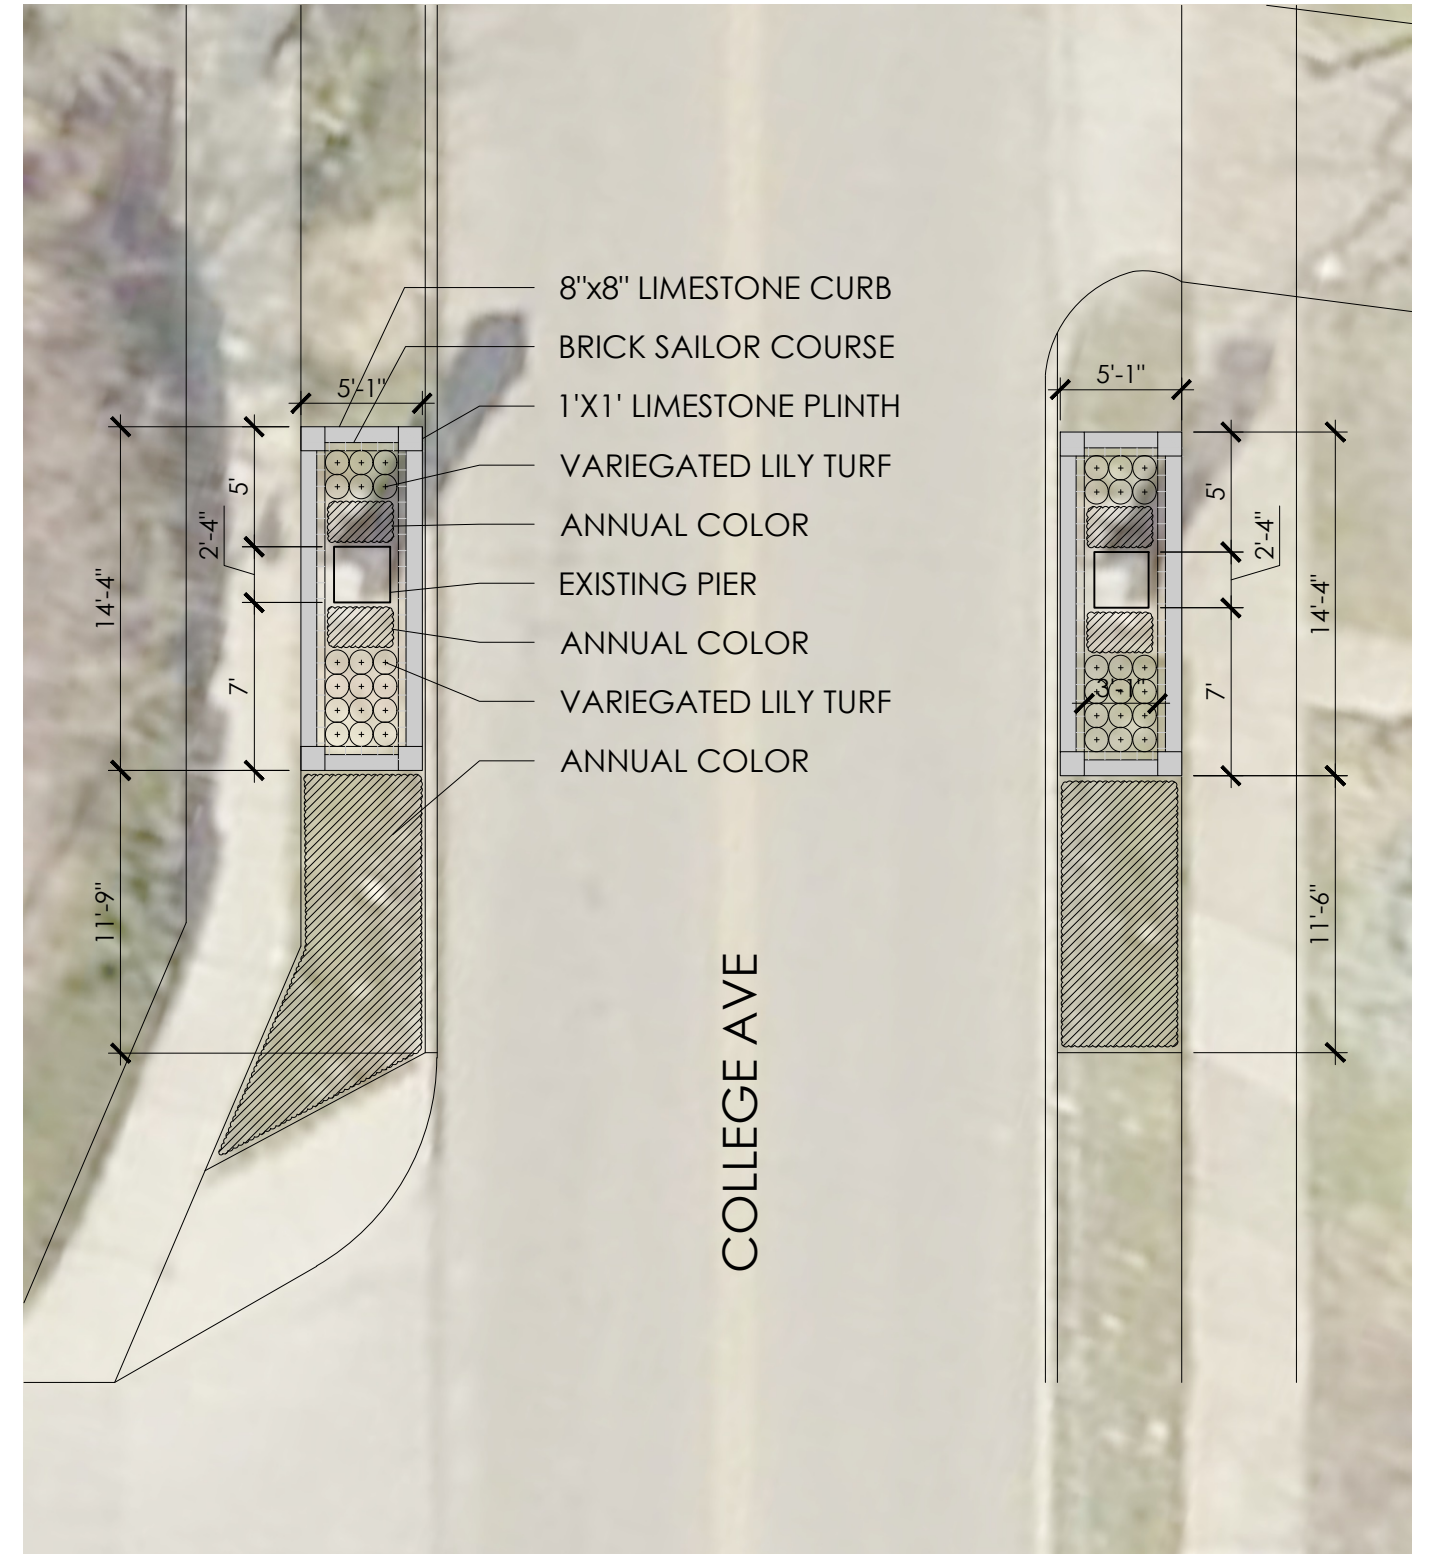 8"x8" LIMESTONE CURB
BRICK SAILOR COURSE
5'-1"
5'-1"
1'X1' LIMESTONE PLINTH
VARIEGATED LILY TURF
5'
5'
2'-4"
2'-4"
ANNUAL COLOR
14'-4"
EXISTING PIER
14'-4"
ANNUAL COLOR
7'
VARIEGATED LILY TURF
3'-1"
7'
ANNUAL COLOR
11'-9"
11'-6"
COLLEGE AVE